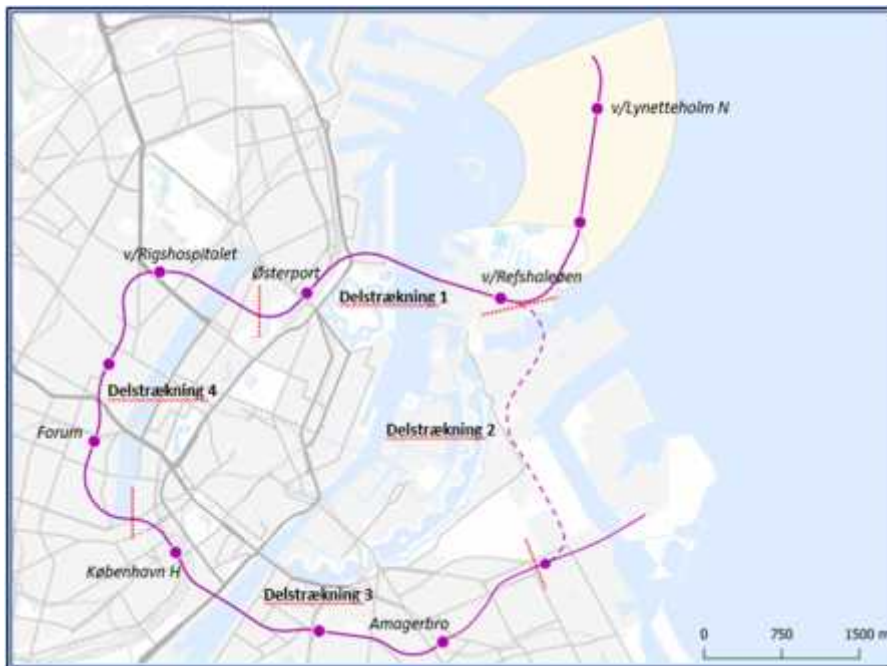 v/Lynetteholm N
v/Rigshospitalet
Østerport
v/Refshaleøen
Delstrækning 1
Delstrækning 4
Forum
Delstrækning 2
København H
Delstrækning 3
Amagerbro
0 750 1500 m